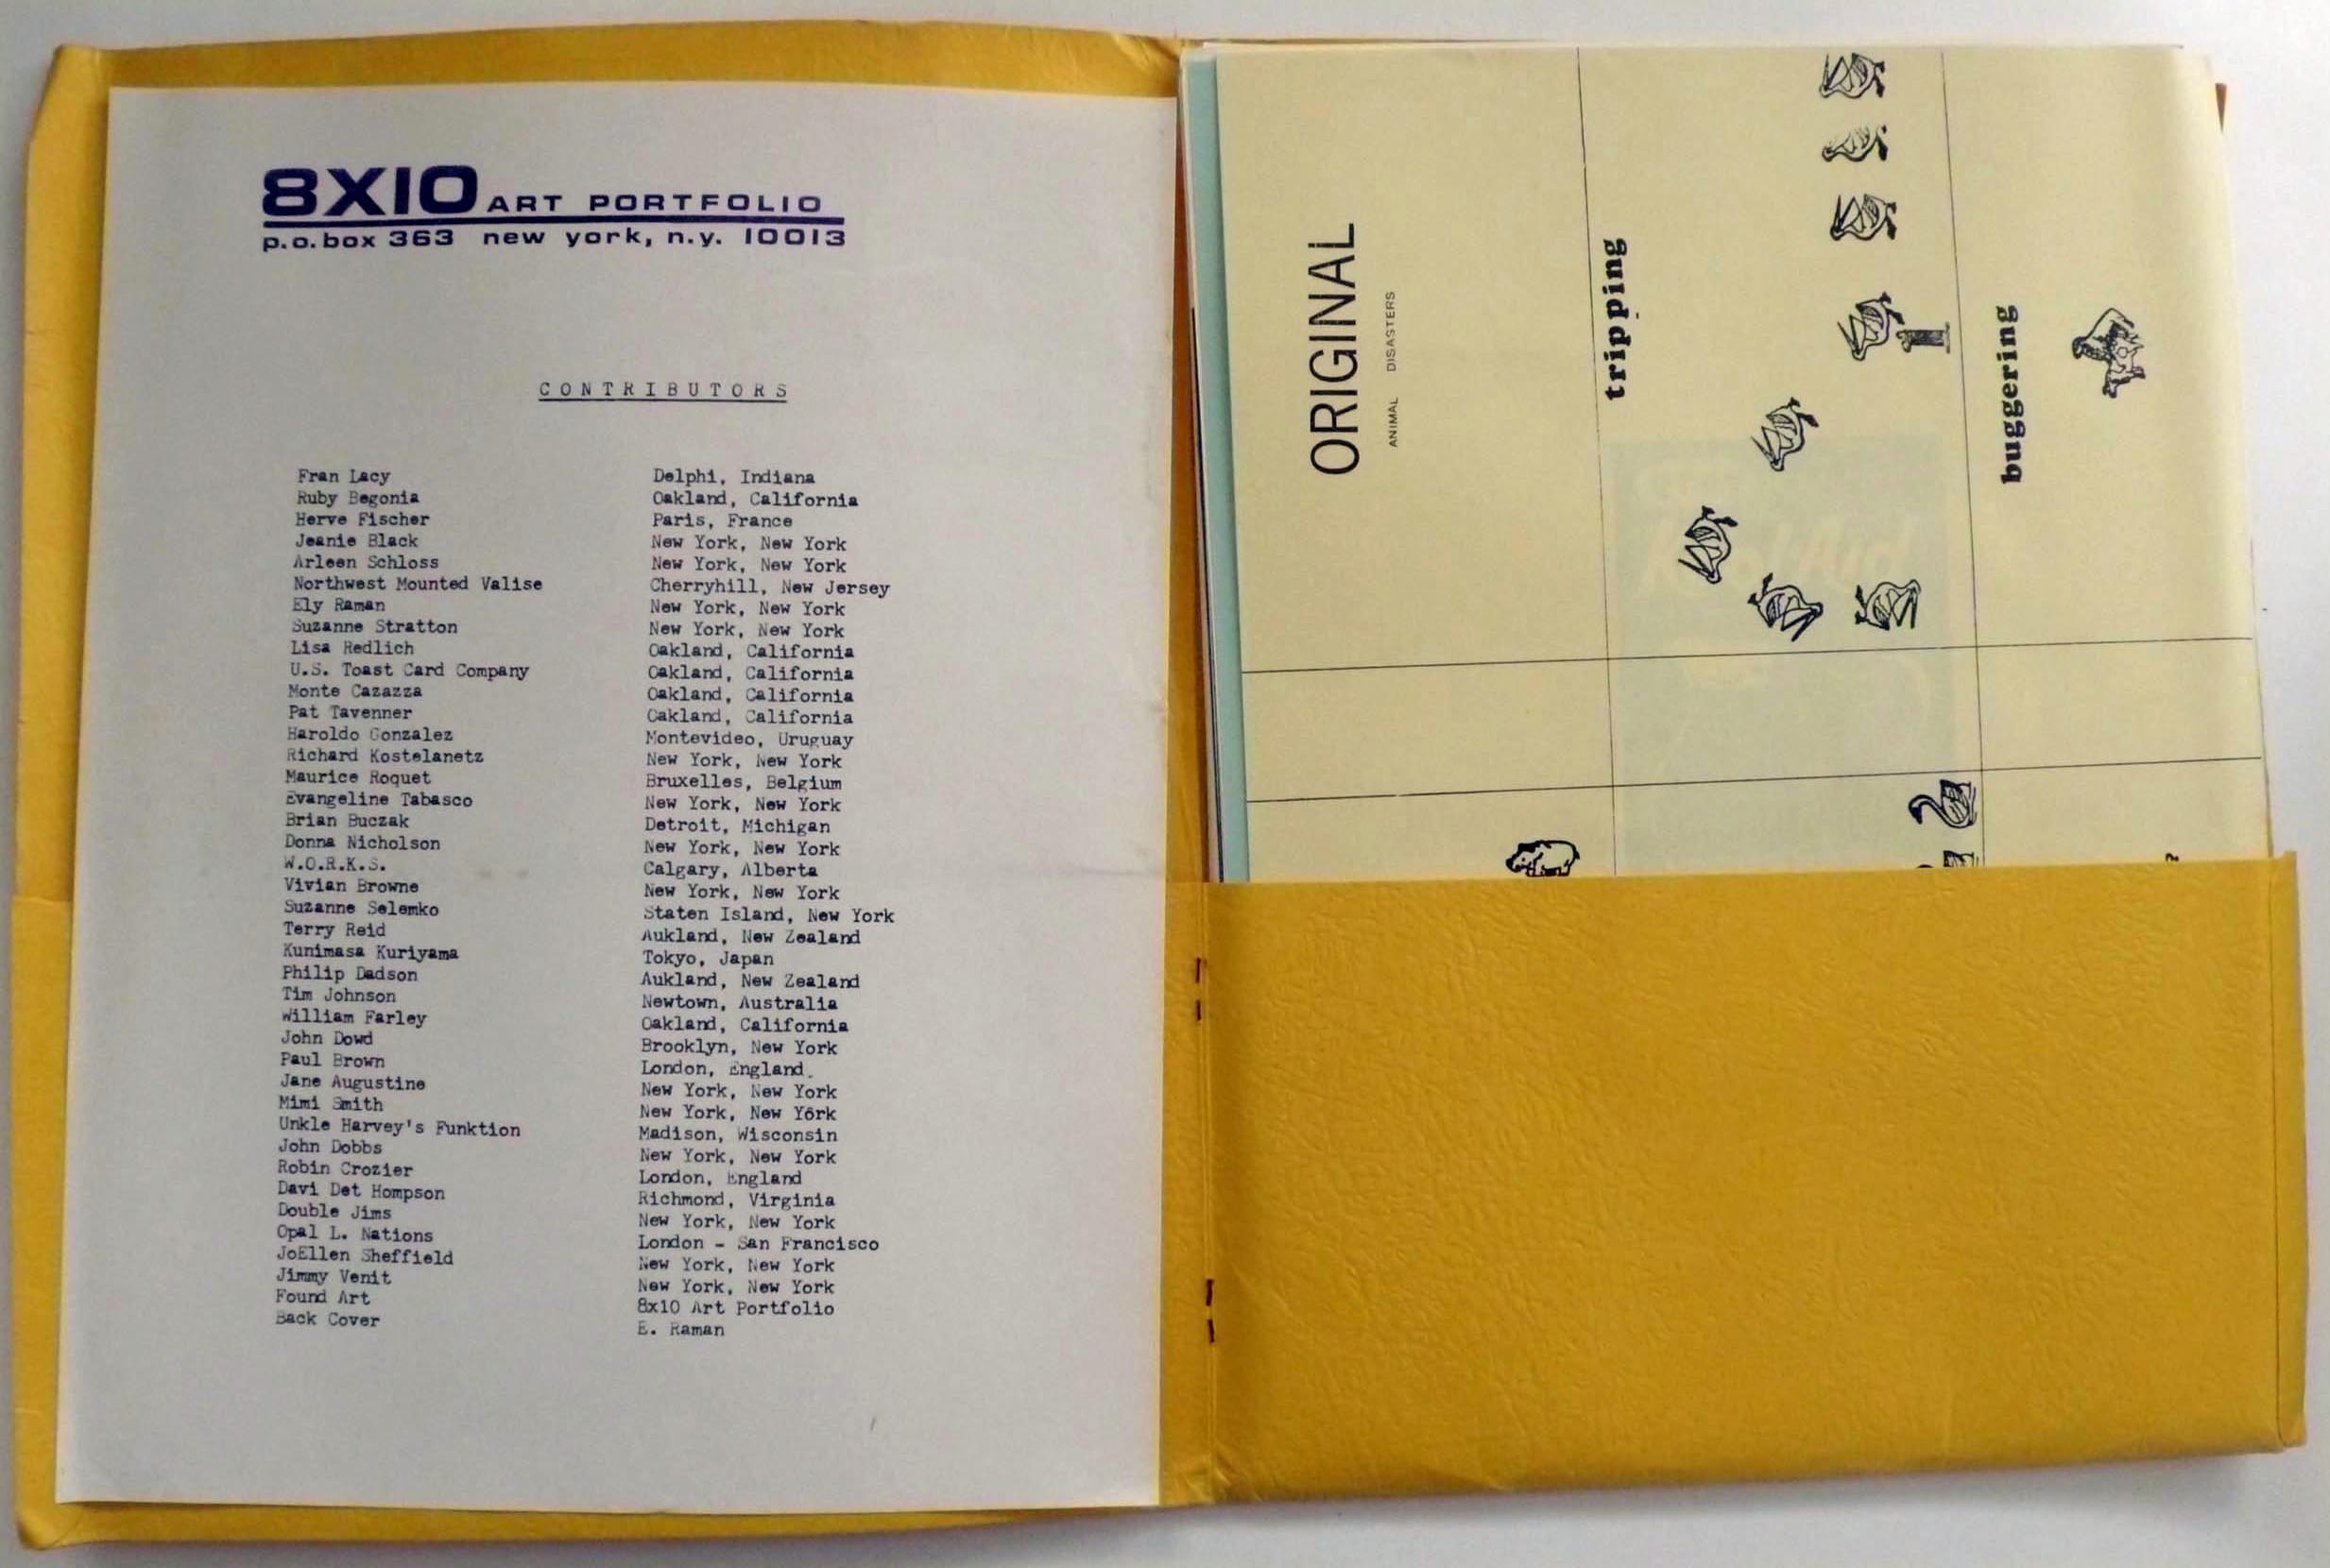 8X10 ART PORTFOLIO
p.o.box 363 new york, n.y. 10013
CONTRIBUTORS
Fran Lacy Delphi, Indiana
Ruby Begonia Oakland, California
Herve Fischer Paris, France
Jeanie Black New York, New York
Arleen Schloss New York, New York
Northwest Mounted Valise Cherryhill, New Jersey
Ely Raman New York, New York
Suzanne Stratton New York, New York
Lisa Redlich Oakland, California
U.S. Toast Card Company Oakland, California
Monte Cazazza Oakland, California
Pat Tavenner Oakland, California
Haroldo Gonzalez Montevideo, Uruguay
Richard Kostelanetz New York, New York
Maurice Roquet Bruxelles, Belgium
Evangeline Tabasco New York, New York
Brian Buczak Detroit, Michigan
Donna Nicholson New York, New York
W.O.R.K.S. Calgary, Alberta
Vivian Browne New York, New York
Suzanne Selemko Staten Island, New York
Terry Reid Aukland, New Zealand
Kunimasa Kuriyama Tokyo, Japan
Philip Dadson Aukland, New Zealand
Tim Johnson Newtown, Australia
William Farley Oakland, California
John Dowd Brooklyn, New York
Paul Brown London, England.
Jane Augustine New York, New York
Mimi Smith New York, New Yörk
Unkle Harvey's Funktion Madison, Wisconsin
John Dobbs New York, New York
Robin Crozier London, England
Davi Det Hompson Richmond, Virginia
Double Jims New York, New York
Opal L. Nations London - San Francisco
JoEllen Sheffield New York, New York
Jimmy Venit New York, New York
Found Art 8x10 Art Portfolio
Back Cover E. Raman
ORIGINAL
ANIMAL DISASTERS
tripping
buggering